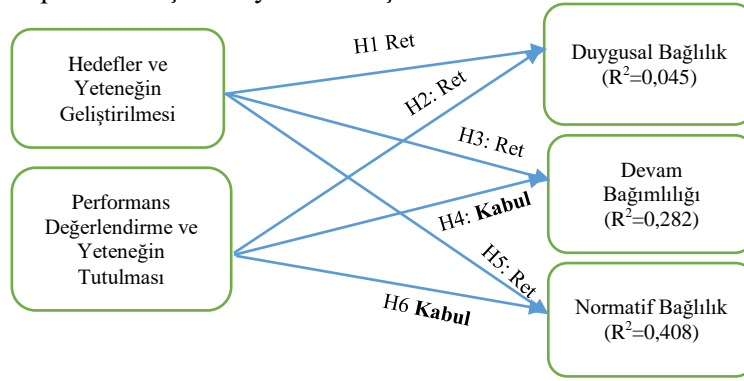 Hedefler ve
Yeteneğin
Geliştirilmesi
Performans
Değerlendirme ve
Yeteneğin
Tutulması
H1 Ret
H2: Ret
H3: Ret
H4: Kabul
H5: Ret
H6 Kabul
Duygusal Bağlılık
(R²=0,045)
Devam
Bağımlılığı
(R²=0,282)
Normatif Bağlılık
(R²=0,408)